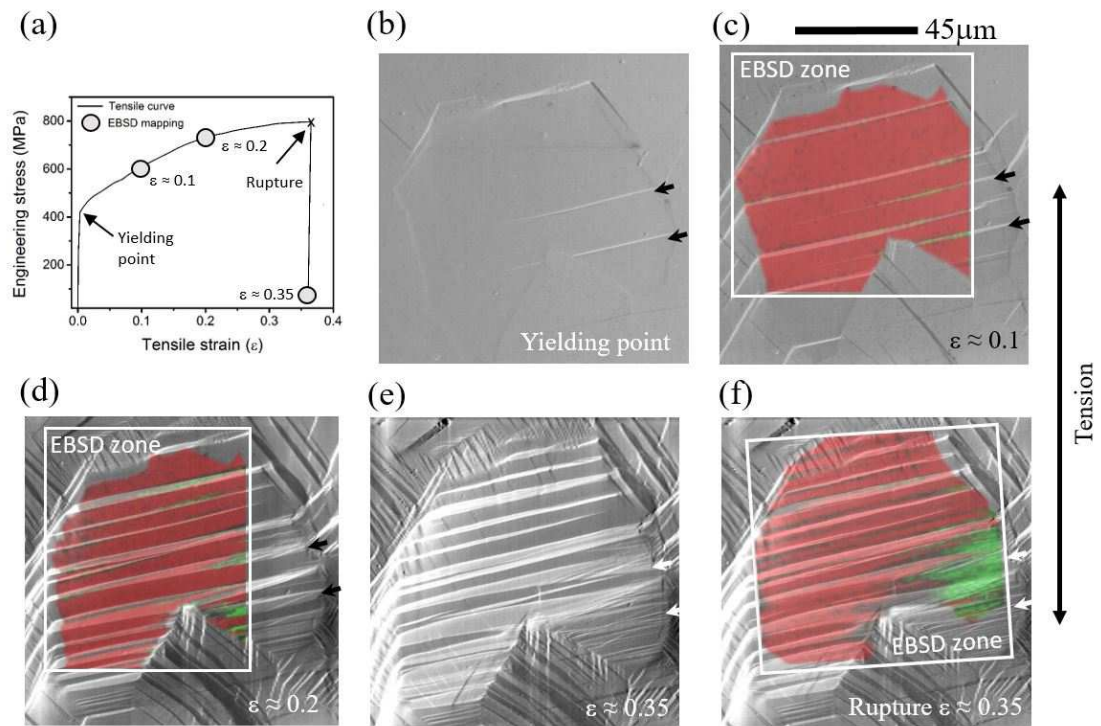 (a)
Engineering stress (MPa)
800
600
400
200
Tensile curve
EBSD mapping
ε ≈ 0.2
ε ≈ 0.1
Rupture
x
Yielding
point
ε ≈ 0.35
0.0 0.1 0.2 0.3 0.4
Tensile strain (ε)
(b)
Yielding point
(c)
45μm
EBSD zone
ε ≈ 0.1
(d)
EBSD zone
ε ≈ 0.2
(e)
ε ≈ 0.35
(f)
EBSD zone
Rupture ε ≈ 0.35
Tension